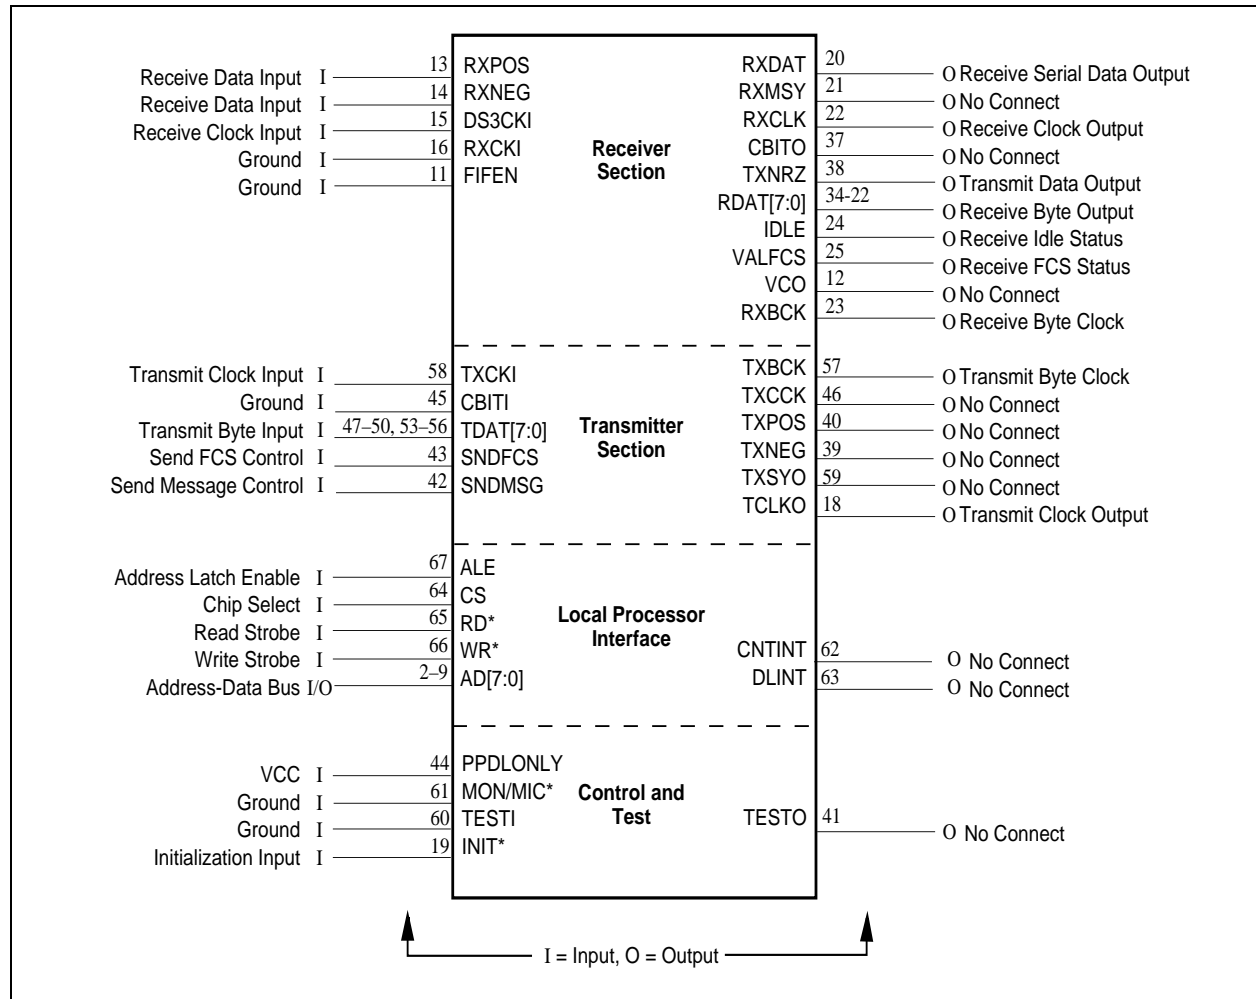 Receive Data Input I 13 RXPOS
Receive Data Input I 14 RXNEG
Receive Clock Input I 15 DS3CKI
Ground I 16 RXCKI
Ground I 11 FIFEN
Receiver
Section
RXDAT 20 O Receive Serial Data Output
RXMSY 21 O No Connect
RXCLK 22 O Receive Clock Output
CBITO 37 O No Connect
TXNRZ 38 O Transmit Data Output
RDAT[7:0] 34-22 O Receive Byte Output
IDLE 24 O Receive Idle Status
VALFCS 25 O Receive FCS Status
VCO 12 O No Connect
RXBCK 23 O Receive Byte Clock
Transmit Clock Input I 58 TXCKI
Ground I 45 CBITI
Transmit Byte Input I 47–50, 53–56 TDAT[7:0]
Send FCS Control I 43 SNDFCS
Send Message Control I 42 SNDMSG
Transmitter
Section
TXBCK 57 O Transmit Byte Clock
TXCCK 46 O No Connect
TXPOS 40 O No Connect
TXNEG 39 O No Connect
TXSYO 59 O No Connect
TCLKO 18 O Transmit Clock Output
Address Latch Enable I 67 ALE
Chip Select I 64 CS
Read Strobe I 65 RD*
Write Strobe I 66 WR*
Address-Data Bus I/O 2–9 AD[7:0]
Local Processor
Interface
CNTINT 62 O No Connect
DLINT 63 O No Connect
VCC I 44 PPDLONLY
Ground I 61 MON/MIC*
Ground I 60 TESTI
Initialization Input I 19 INIT*
Control and
Test
TESTO 41 O No Connect
I = Input, O = Output